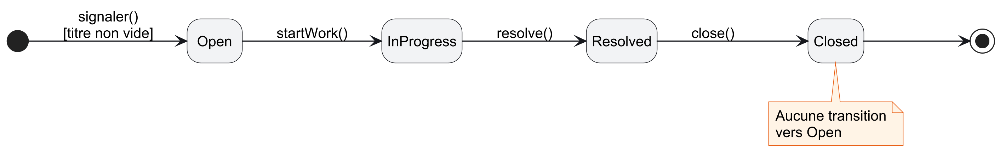 signaler()
[titre non vide]
Open
startWork()
InProgress
resolve()
Resolved
close()
Closed
Aucune transition
vers Open